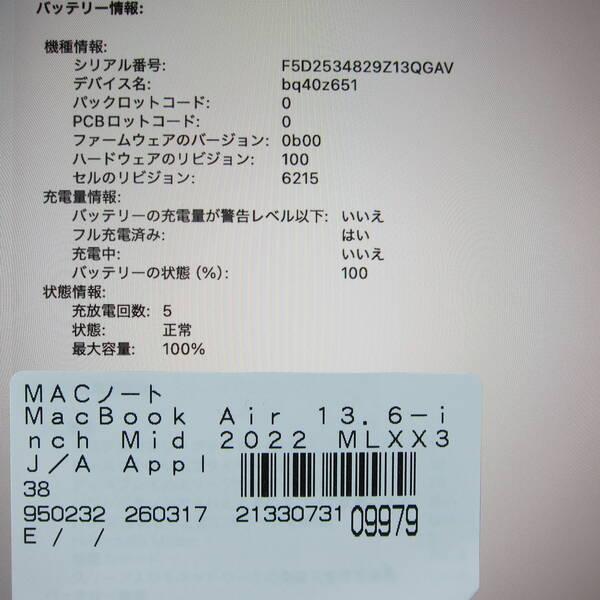 バッテリー情報:
機種情報:
シリアル番号: F5D2534829Z13QGAV
デバイス名: bq40z651
パックロットコード: 0
PCBロットコード: 0
ファームウェアのバージョン: 0b00
ハードウェアのリビジョン: 100
セルのリビジョン: 6215
充電量情報:
バッテリーの充電量が警告レベル以下: いいえ
フル充電済み: はい
充電中: いいえ
バッテリーの状態 (%): 100
状態情報:
充放電回数: 5
状態: 正常
最大容量: 100%
MACノート
MacBook Air 13.6-i
nch Mid 2022 MLXX3
J/A Appl
38
950232 260317 21330731 09979
E / /